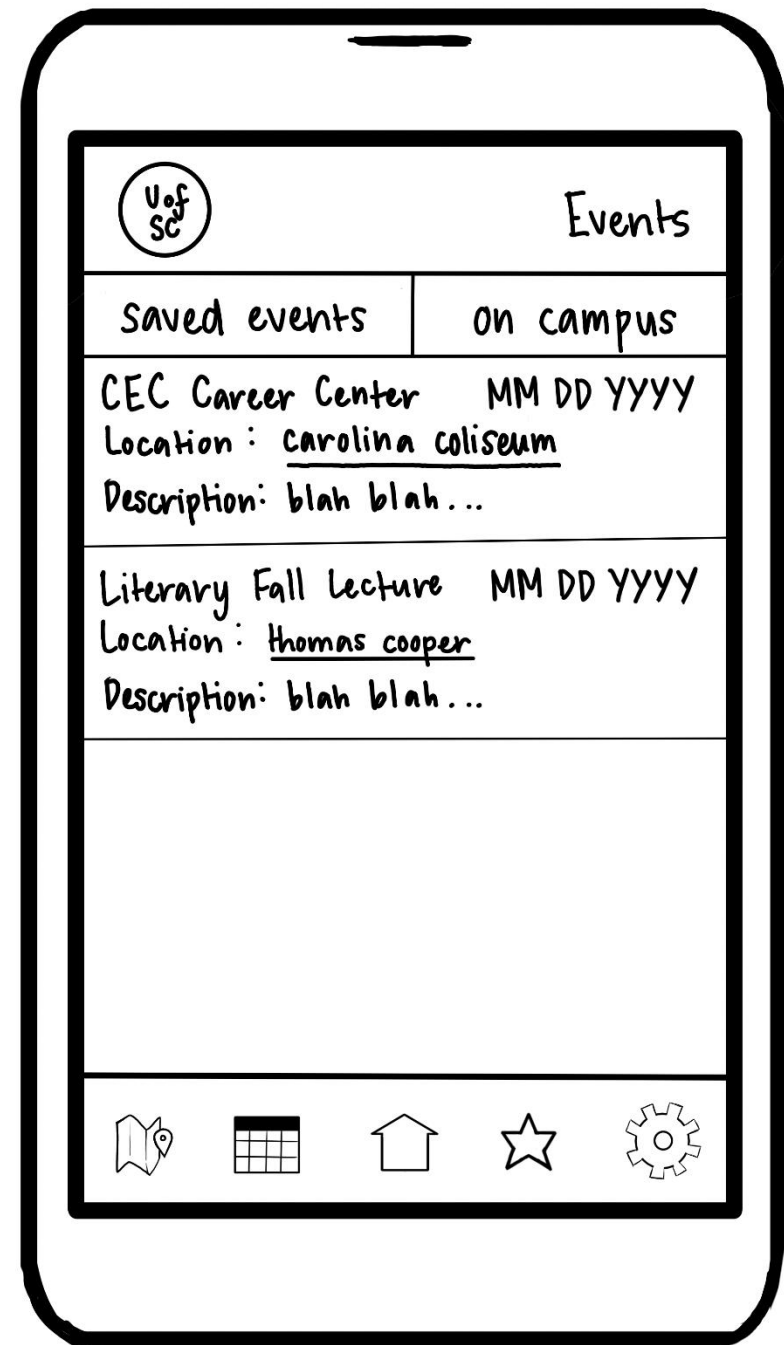 U of
SC
Events
saved events
on campus
CEC Career Center MM DD YYYY
Location: carolina coliseum
Description: blah blah...
Literary Fall Lecture MM DD YYYY
Location: thomas cooper
Description: blah blah...